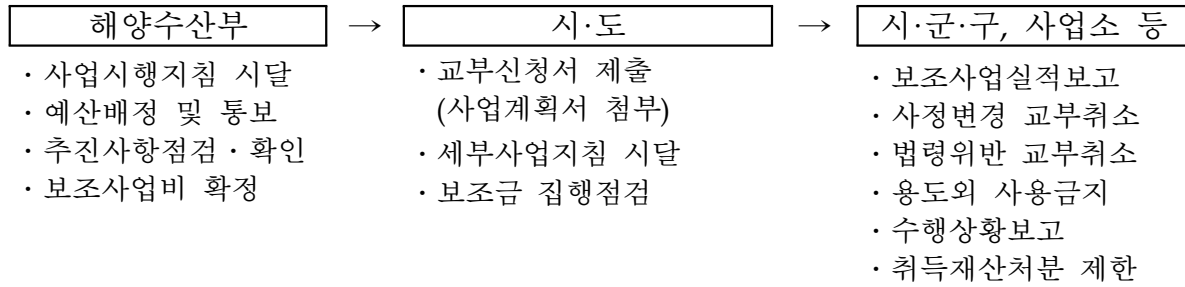 해양수산부 → 시·도 → 시·군·구, 사업소 등
· 사업시행지침 시달
· 예산배정 및 통보
· 추진사항점검·확인
· 보조사업비 확정
· 교부신청서 제출
(사업계획서 첨부)
· 세부사업지침 시달
· 보조금 집행점검
· 보조사업실적보고
· 사정변경 교부취소
· 법령위반 교부취소
· 용도외 사용금지
· 수행상황보고
· 취득재산처분 제한